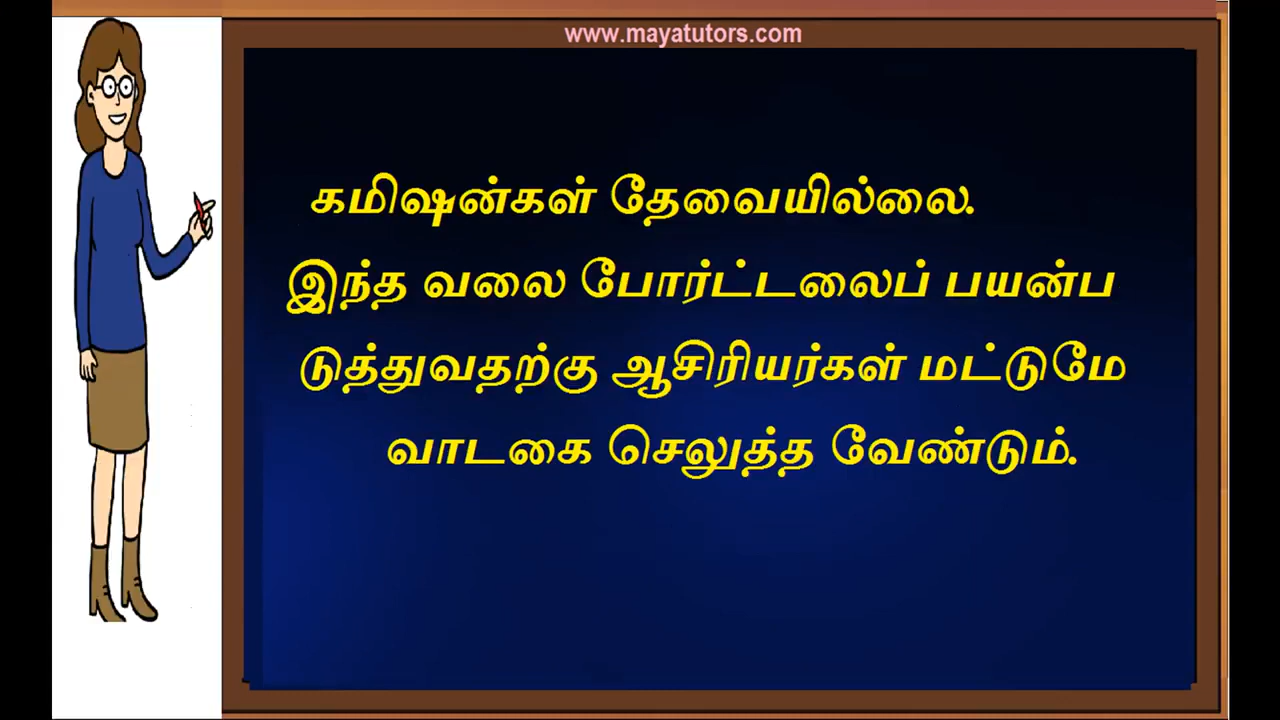 www.mayatutors.com
கமிஷன்கள் தேவையில்லை.
இந்த வலை போர்ட்டலைப் பயன்ப
டுத்துவதற்கு ஆசிரியர்கள் மட்டுமே
வாடகை செலுத்த வேண்டும்.